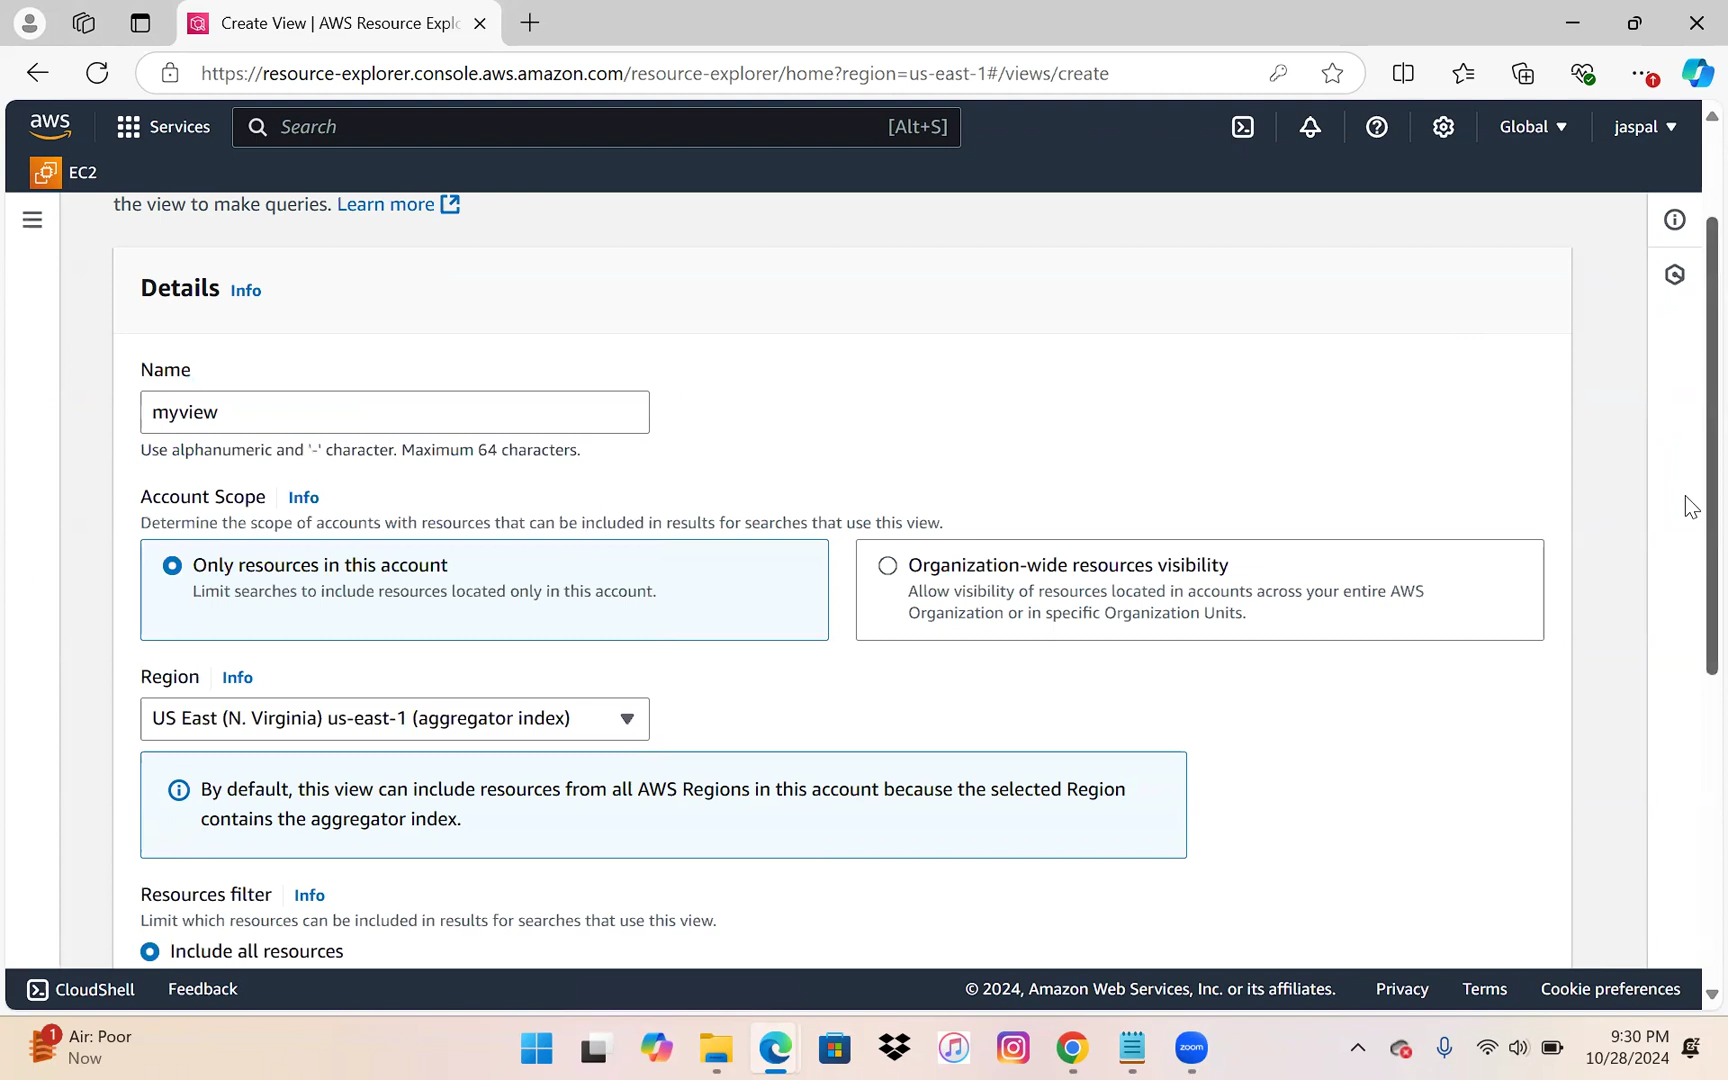 Create View | AWS Resource Explo
https://resource-explorer.console.aws.amazon.com/resource-explorer/home?region=us-east-1#/views/create
aws
Services
Search
[Alt+S]
Global
jaspal
EC2
the view to make queries. Learn more
Details Info
Name
myview
Use alphanumeric and '-' character. Maximum 64 characters.
Account Scope Info
Determine the scope of accounts with resources that can be included in results for searches that use this view.
Only resources in this account
Limit searches to include resources located only in this account.
Organization-wide resources visibility
Allow visibility of resources located in accounts across your entire AWS
Organization or in specific Organization Units.
Region Info
US East (N. Virginia) us-east-1 (aggregator index)
By default, this view can include resources from all AWS Regions in this account because the selected Region
contains the aggregator index.
Resources filter Info
Limit which resources can be included in results for searches that use this view.
Include all resources
CloudShell
Feedback
© 2024, Amazon Web Services, Inc. or its affiliates.
Privacy
Terms
Cookie preferences
1
Air: Poor
Now
zoom
9:30 PM
10/28/2024